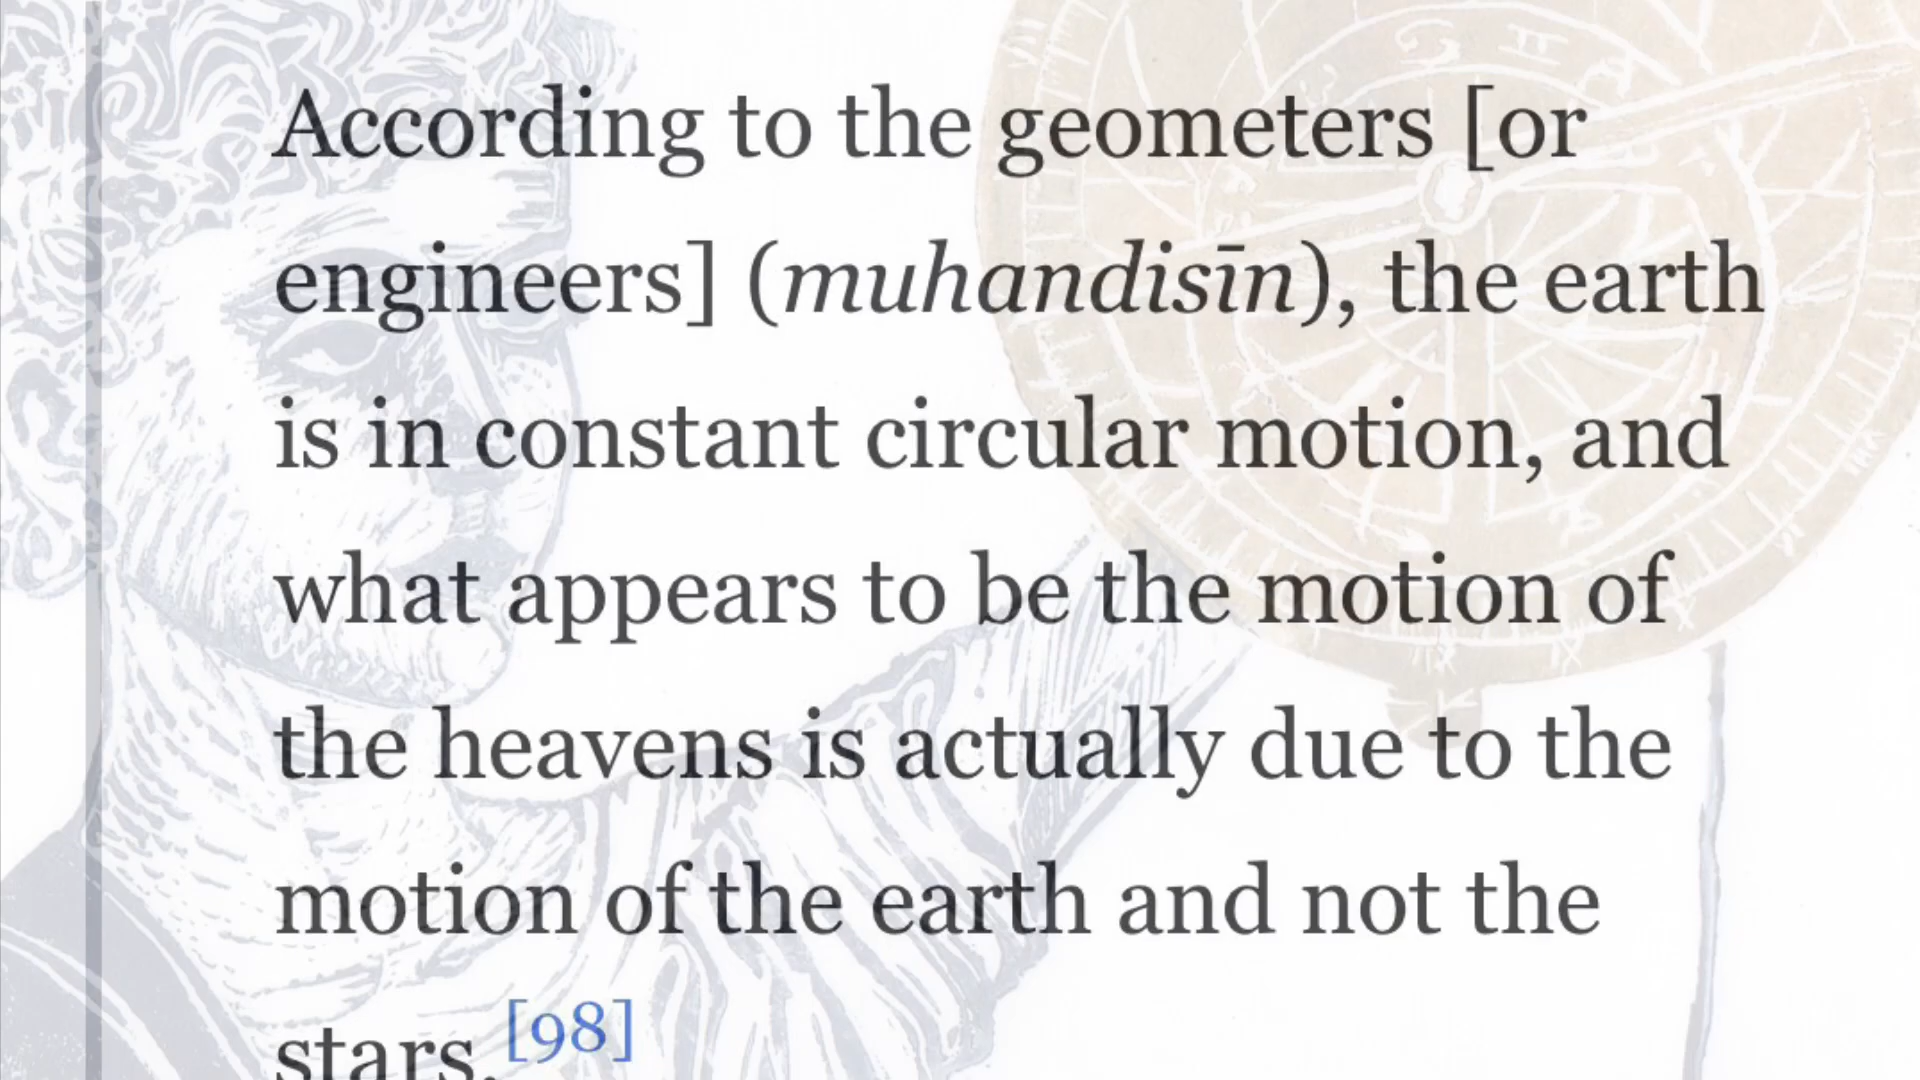 According to the geometers [or
engineers] (muhandisīn), the earth
is in constant circular motion, and
what appears to be the motion of
the heavens is actually due to the
motion of the earth and not the
stars.[98]